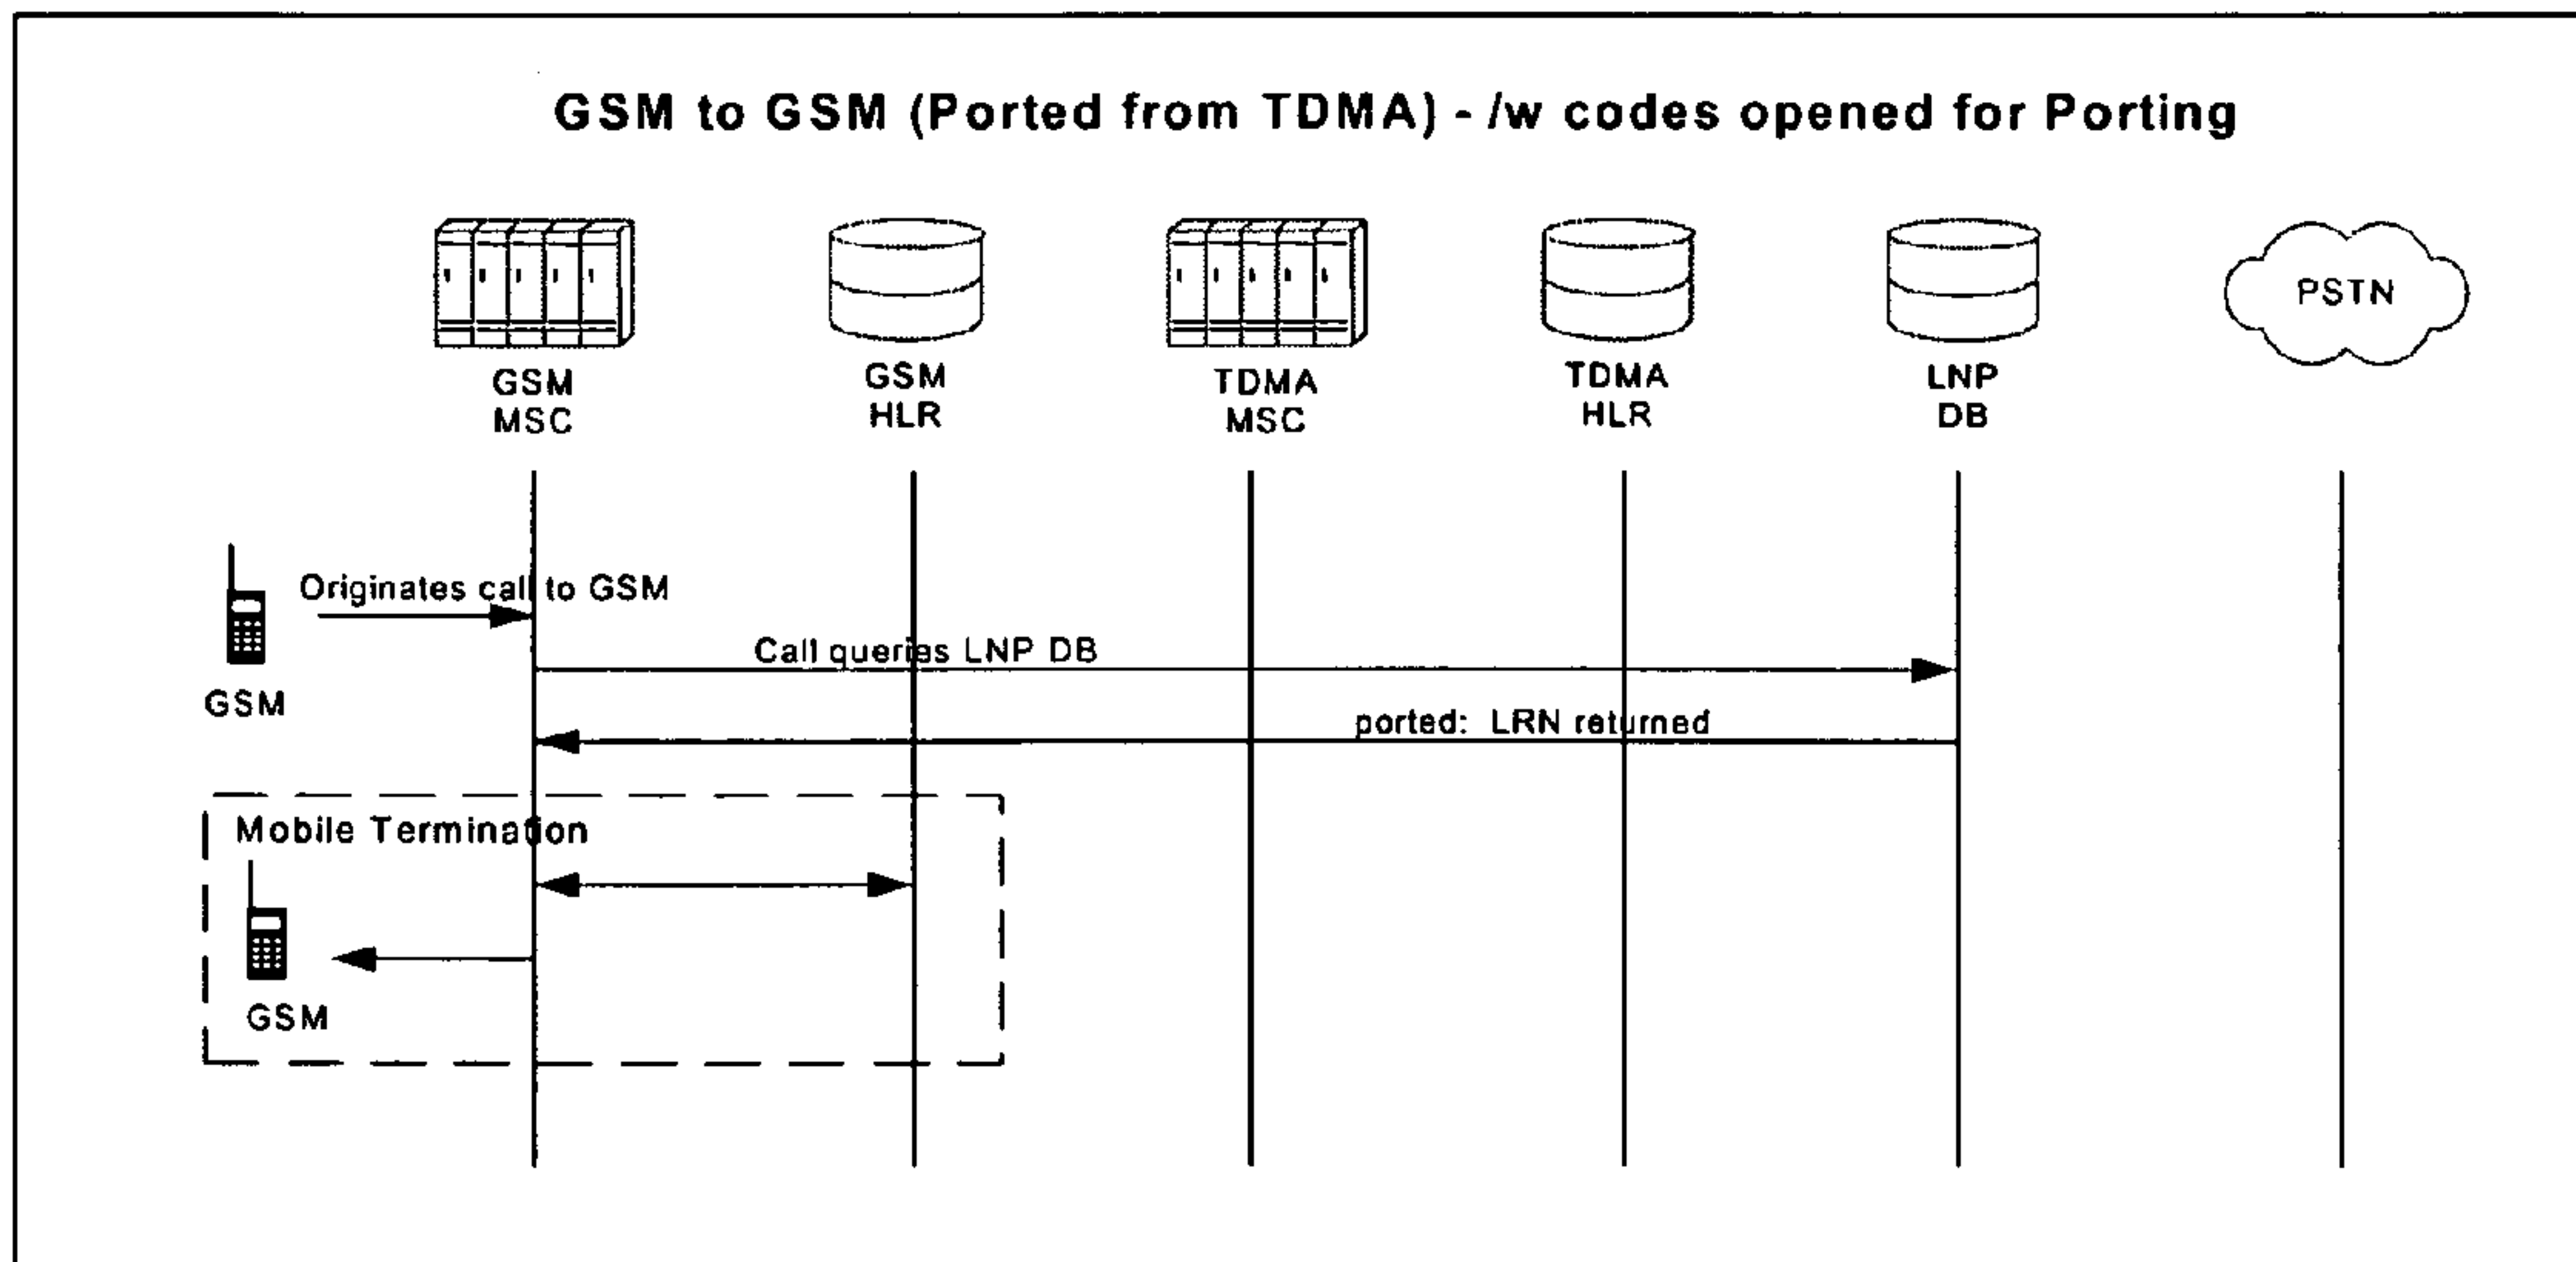 GSM to GSM (Ported from TDMA) - /w codes opened for Porting
GSM
MSC
GSM
HLR
TDMA
MSC
TDMA
HLR
LNP
DB
PSTN
Originates call to GSM
GSM
Call queries LNP DB
ported: LRN returned
Mobile Termination
GSM